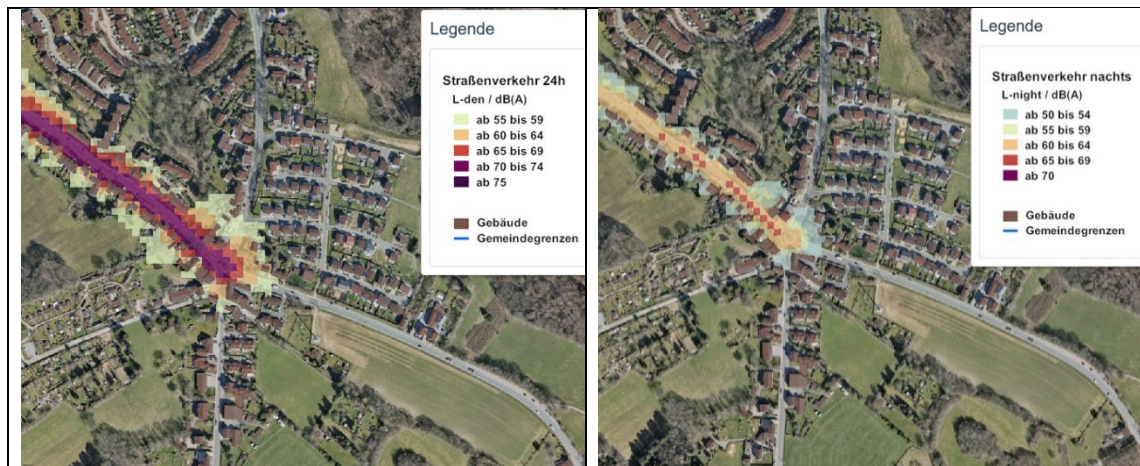 Legende
Straßenverkehr 24h
L-den / dB(A)
ab 55 bis 59
ab 60 bis 64
ab 65 bis 69
ab 70 bis 74
ab 75
Gebäude
Gemeindegrenzen
Legende
Straßenverkehr nachts
L-night / dB(A)
ab 50 bis 54
ab 55 bis 59
ab 60 bis 64
ab 65 bis 69
ab 70
Gebäude
Gemeindegrenzen